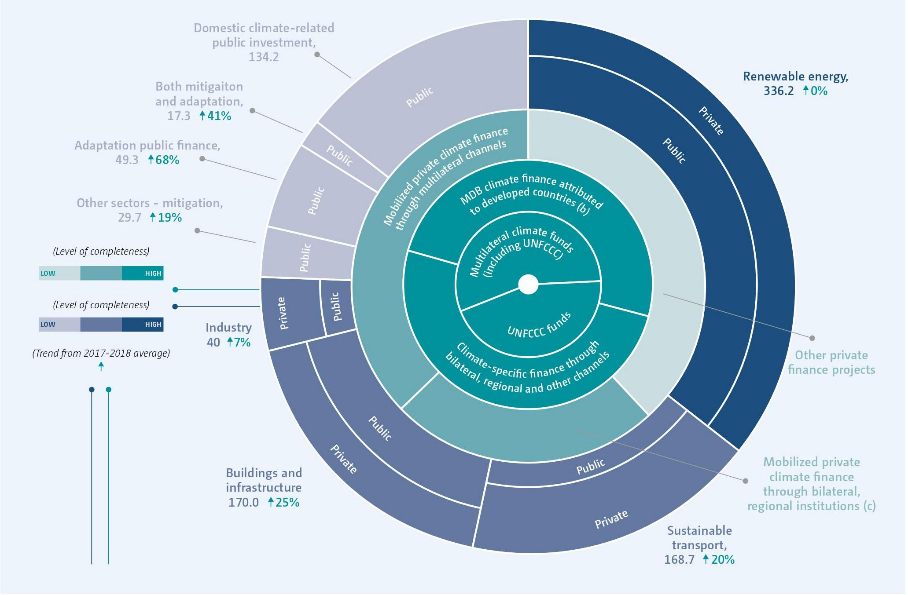 Domestic climate-related
public investment,
134.2
Both mitigaiton
and adaptation,
17.3 ↑41%
Adaptation public finance,
49.3 ↑68%
Other sectors – mitigation,
29.7 ↑19%
(Level of completeness)
LOW HIGH
(Level of completeness)
LOW HIGH
(Trend from 2017-2018 average)
↑
Industry
40 ↑7%
Buildings and
infrastructure
170.0 ↑25%
Sustainable
transport,
168.7 ↑20%
Renewable energy,
336.2 ↑0%
Other private
finance projects
Mobilized private
climate finance
through bilateral,
regional institutions (c)
Public
Public
Public
Public
Private
Public
Private
Public
Private
Public
Private
Public
Mobilized private climate finance
through multilateral channels
MDB climate finance attributed
to developed countries (b)
Multilateral climate funds
(including UNFCCC)
UNFCCC funds
Climate-specific finance through
bilateral, regional and other channels